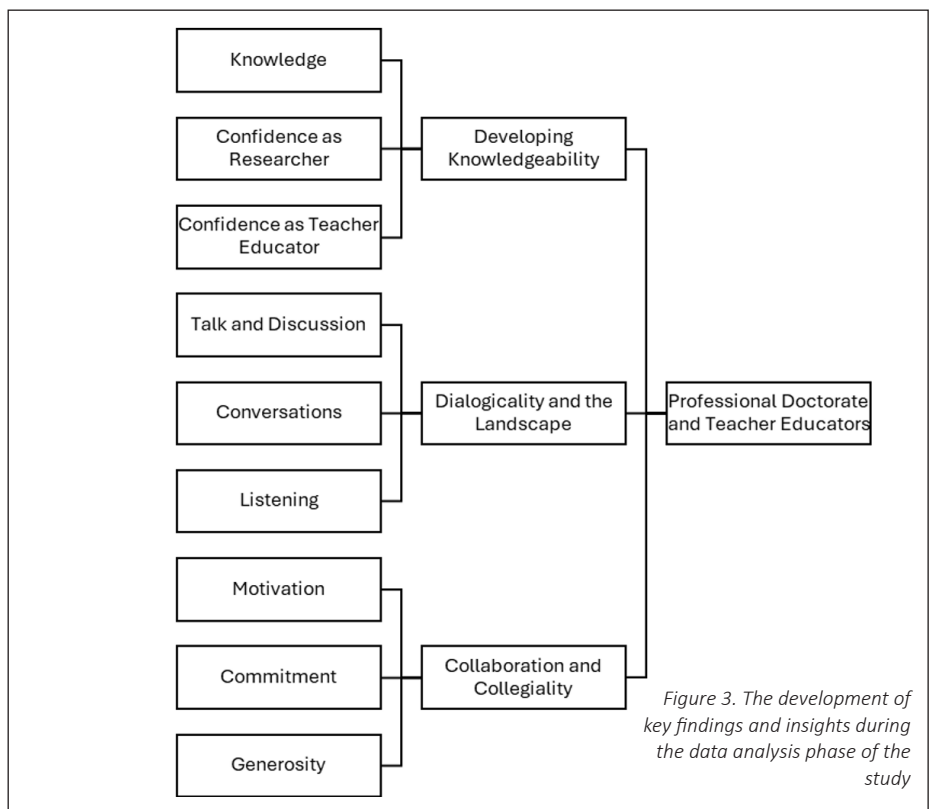 Knowledge
Confidence as
Researcher
Confidence as Teacher
Educator
Developing
Knowledgeability
Talk and Discussion
Conversations
Listening
Dialogicality and the
Landscape
Motivation
Commitment
Generosity
Collaboration and
Collegiality
Professional Doctorate
and Teacher Educators
Figure 3. The development of
key findings and insights during
the data analysis phase of the
study